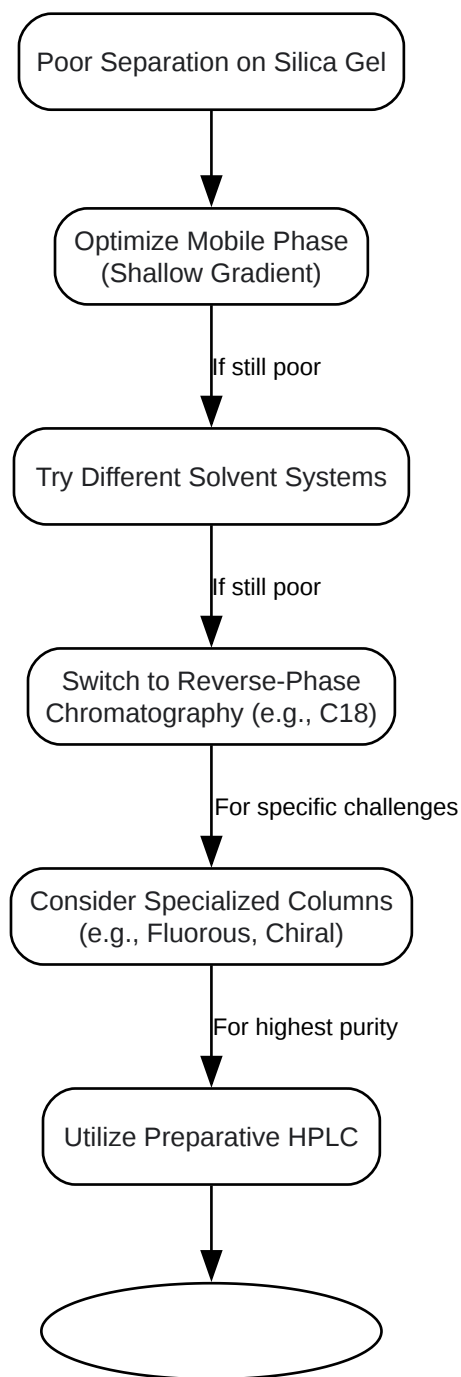 Poor Separation on Silica Gel
Optimize Mobile Phase
(Shallow Gradient)
If still poor
Try Different Solvent Systems
If still poor
Switch to Reverse-Phase
Chromatography (e.g., C18)
For specific challenges
Consider Specialized Columns
(e.g., Fluorous, Chiral)
For highest purity
Utilize Preparative HPLC